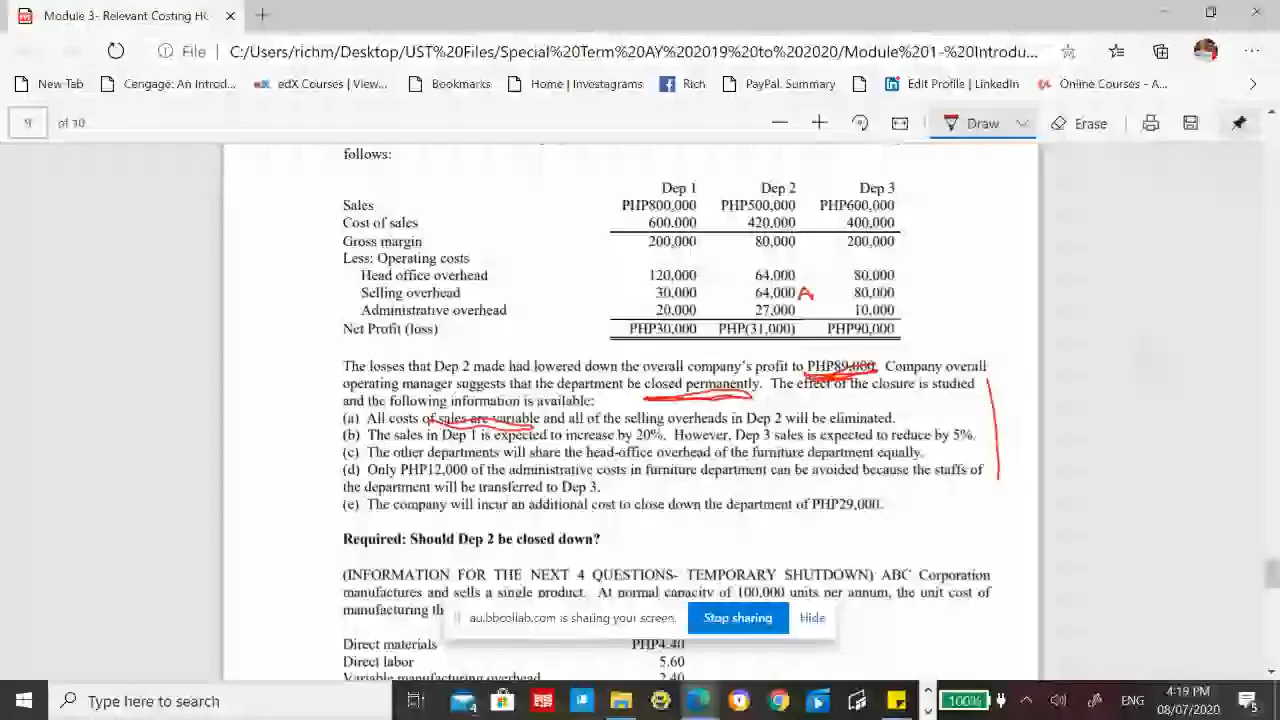 Module 3- Relevant Costing HO
File C:/Users/richm/Desktop/UST%20Files/Special%20Term%20AY%202019%20to%202020/Module%201-%20Introdu...
New Tab Cengage: An Introd... edX Courses | View... Bookmarks Home | Investagrams Rich PayPal: Summary Edit Profile | LinkedIn Online Courses - A...
9 of 10 Draw Erase
follows:
Dep 1 Dep 2 Dep 3
Sales PHP800,000 PHP500,000 PHP600,000
Cost of sales 600,000 420,000 400,000
Gross margin 200,000 80,000 200,000
Less: Operating costs
Head office overhead 120,000 64,000 80,000
Selling overhead 30,000 64,000 A 80,000
Administrative overhead 20,000 27,000 10,000
Net Profit (loss) PHP30,000 PHP(31,000) PHP90,000
The losses that Dep 2 made had lowered down the overall company's profit to PHP89,000. Company overall
operating manager suggests that the department be closed permanently. The effect of the closure is studied
and the following information is available:
(a) All costs of sales are variable and all of the selling overheads in Dep 2 will be eliminated.
(b) The sales in Dep 1 is expected to increase by 20%. However, Dep 3 sales is expected to reduce by 5%.
(c) The other departments will share the head-office overhead of the furniture department equally.
(d) Only PHP12,000 of the administrative costs in furniture department can be avoided because the staffs of
the department will be transferred to Dep 3.
(e) The company will incur an additional cost to close down the department of PHP29,000.
Required: Should Dep 2 be closed down?
(INFORMATION FOR THE NEXT 4 QUESTIONS- TEMPORARY SHUTDOWN) ABC Corporation
manufactures and sells a single product. At normal capacity of 100,000 units per annum, the unit cost of
manufacturing th
au.bbcollab.com is sharing your screen. Stop sharing Hide
Direct materials PHP4.40
Direct labor 5.60
Variable manufacturing overhead 2.40
Type here to search
4 100% ENG 4:19 PM
08/07/2020